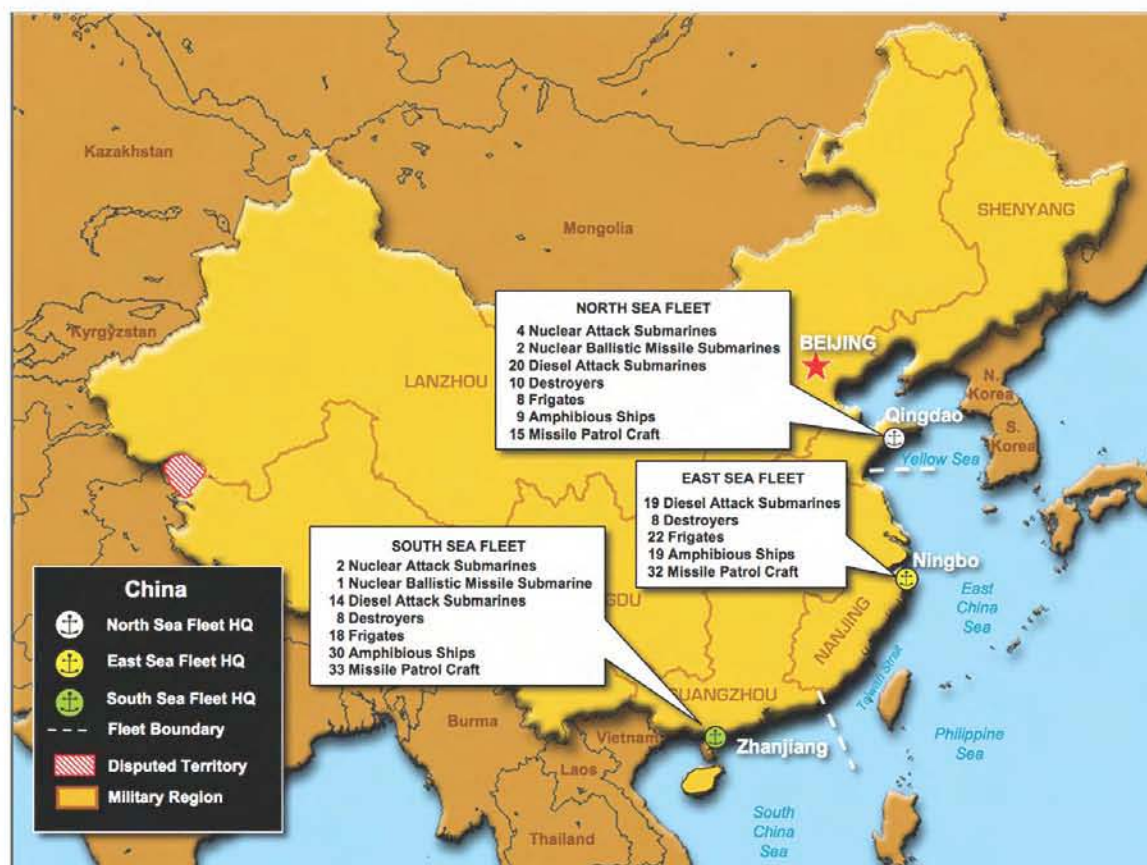 Kazakhstan
Mongolia
SHENYANG
Kyrgyzstan
LANZHOU
BEIJING
N.
Korea
S.
Korea
Qingdao
Yellow Sea
NORTH SEA FLEET
4 Nuclear Attack Submarines
2 Nuclear Ballistic Missile Submarines
20 Diesel Attack Submarines
10 Destroyers
8 Frigates
9 Amphibious Ships
15 Missile Patrol Craft
EAST SEA FLEET
19 Diesel Attack Submarines
8 Destroyers
22 Frigates
19 Amphibious Ships
32 Missile Patrol Craft
Ningbo
East
China
Sea
SOUTH SEA FLEET
2 Nuclear Attack Submarines
1 Nuclear Ballistic Missile Submarine
14 Diesel Attack Submarines
8 Destroyers
18 Frigates
30 Amphibious Ships
33 Missile Patrol Craft
NANJING
Taiwan Strait
GUANGZHOU
Zhanjiang
Philippine
Sea
Burma
Vietnam
Laos
Thailand
South
China
Sea
China
North Sea Fleet HQ
East Sea Fleet HQ
South Sea Fleet HQ
Fleet Boundary
Disputed Territory
Military Region